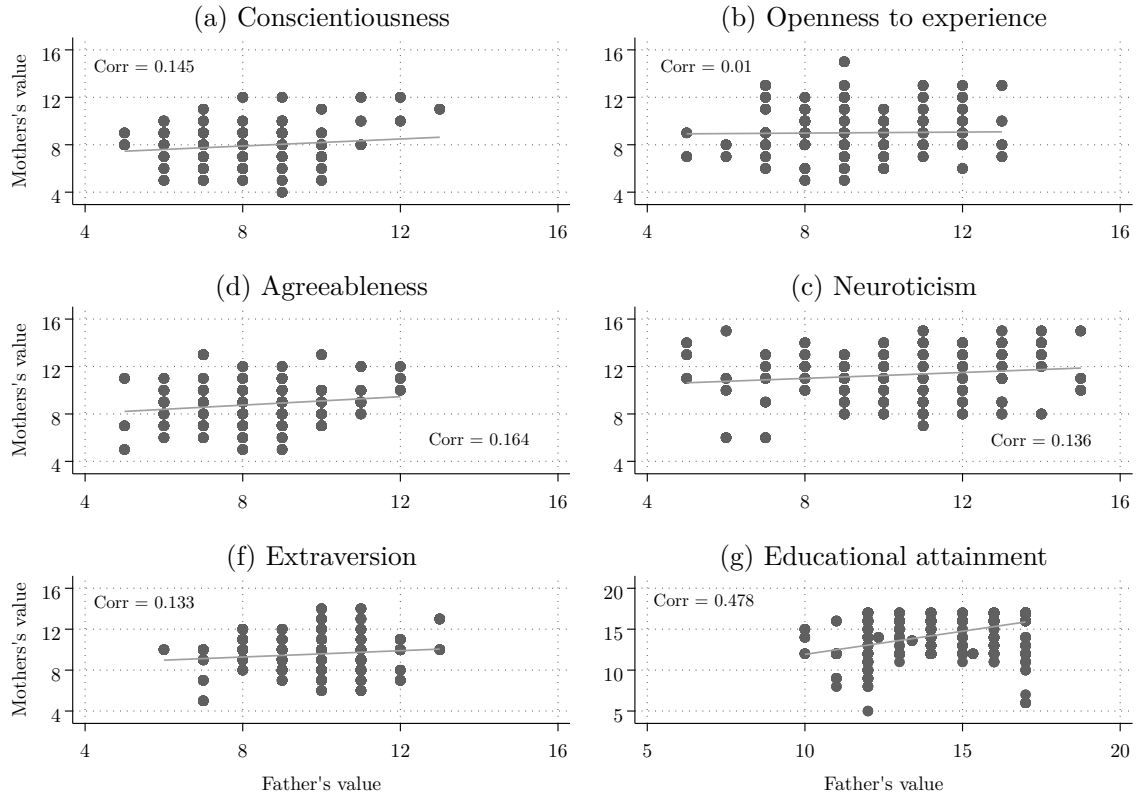 (a) Conscientiousness
Mothers's value
16
12
8
4
Corr = 0.145
4
8
12
16
(b) Openness to experience
16
12
8
4
Corr = 0.01
4
8
12
16
(d) Agreeableness
Mothers's value
16
12
8
4
Corr = 0.164
4
8
12
16
(c) Neuroticism
16
12
8
4
Corr = 0.136
4
8
12
16
(f) Extraversion
Mothers's value
16
12
8
4
Corr = 0.133
4
8
12
16
Father's value
(g) Educational attainment
20
15
10
5
Corr = 0.478
5
10
15
20
Father's value